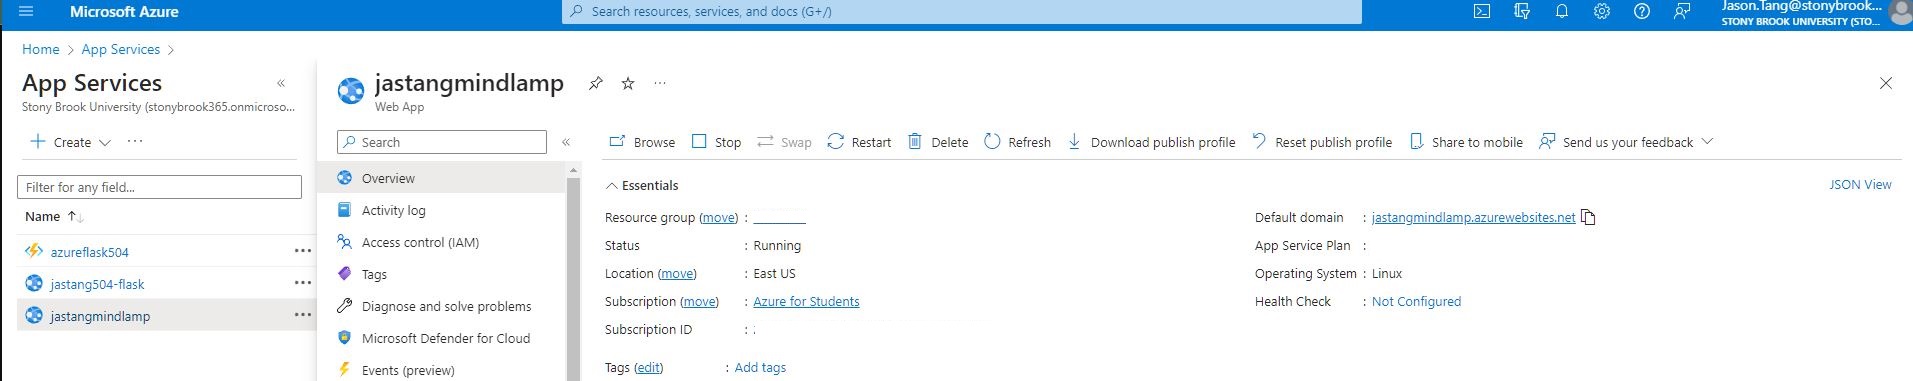 Microsoft Azure
Search resources, services, and docs (G+/)
Jason.Tang@stonybrook...
STONY BROOK UNIVERSITY (STO...
Home > App Services >
App Services
Stony Brook University (stonybrook365.onmicroso...
Create
Filter for any field...
Name
azureflask504
jastang504-flask
jastangmindlamp
jastangmindlamp
Web App
Search
Overview
Activity log
Access control (IAM)
Tags
Diagnose and solve problems
Microsoft Defender for Cloud
Events (preview)
Browse Stop Swap Restart Delete Refresh Download publish profile Reset publish profile Share to mobile Send us your feedback
Essentials
JSON View
Resource group (move) :
Status : Running
Location (move) : East US
Subscription (move) : Azure for Students
Subscription ID :
Tags (edit) : Add tags
Default domain : jastangmindlamp.azurewebsites.net
App Service Plan :
Operating System : Linux
Health Check : Not Configured